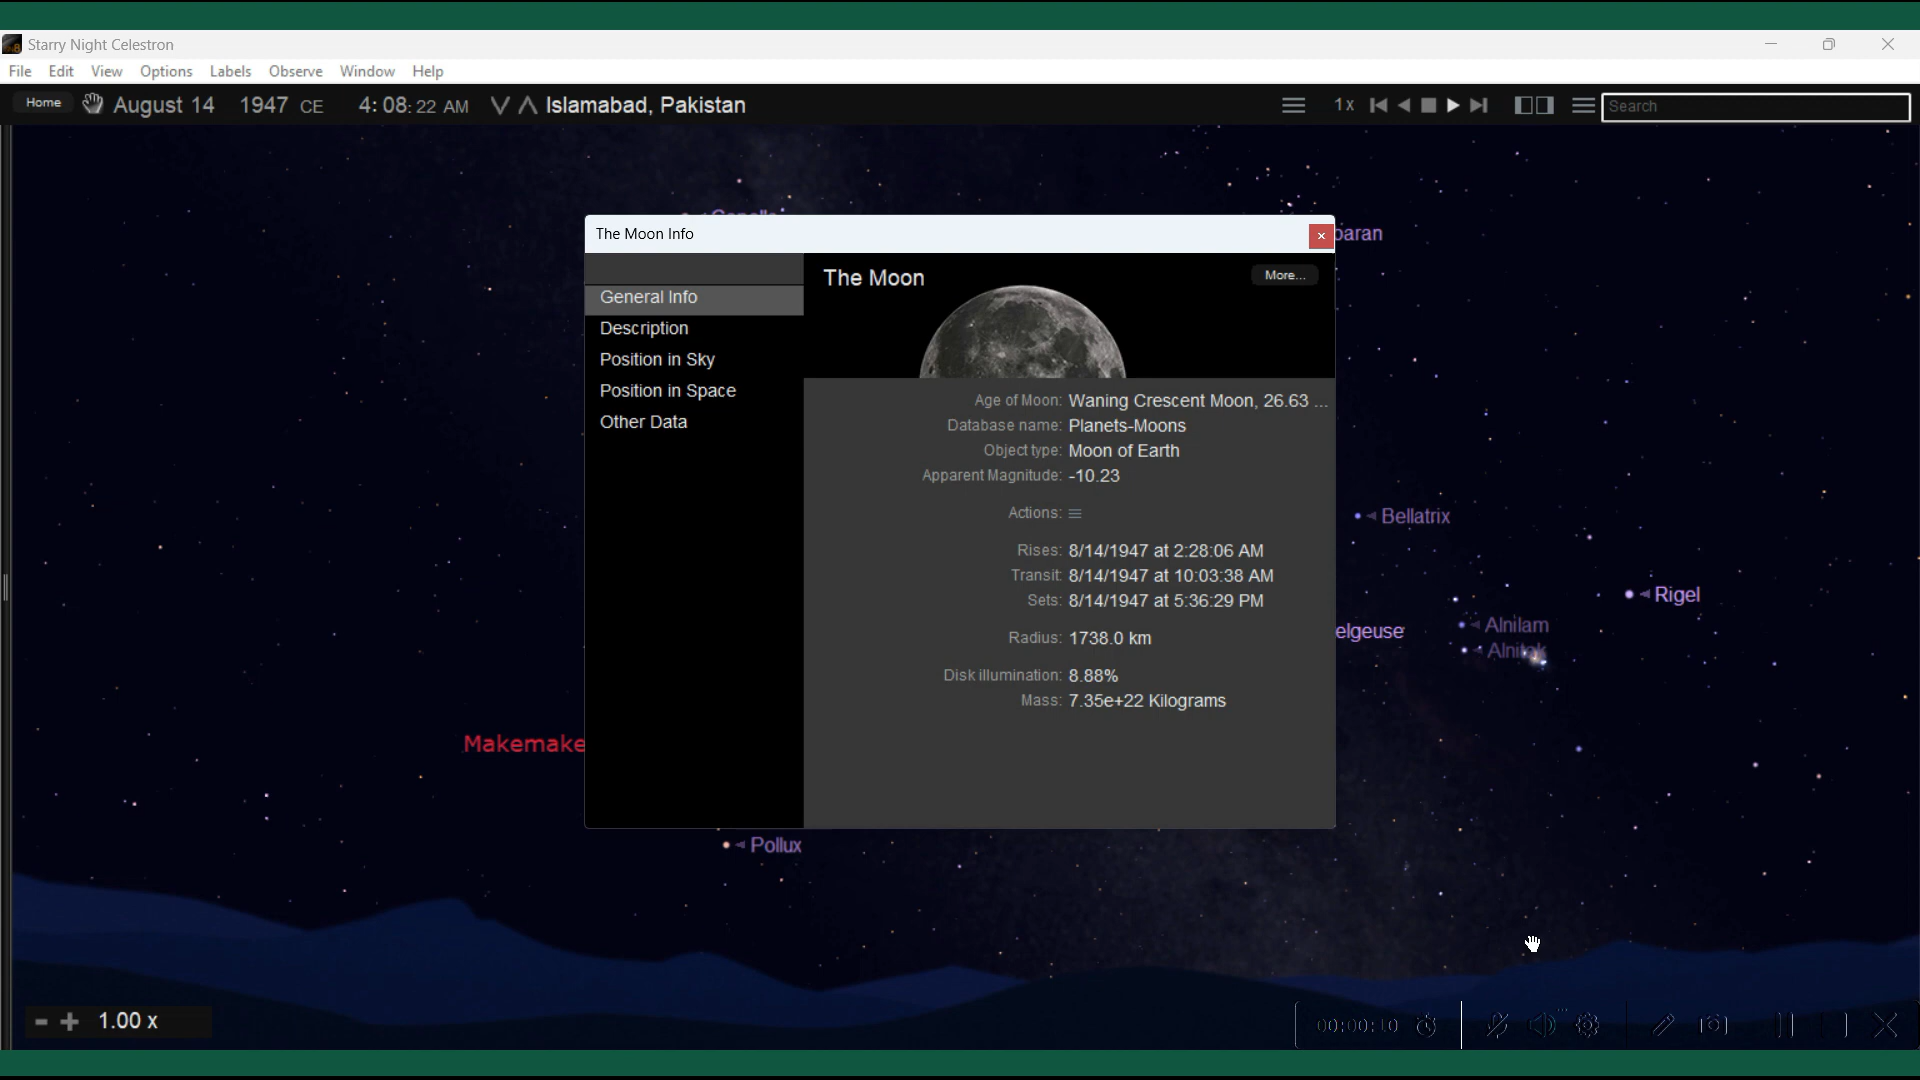 Starry Night Celestron
File Edit View Options Labels Observe Window Help
Home August 14 1947 CE 4:08:22 AM Islamabad, Pakistan 1x Search
The Moon Info
baran
The Moon More...
General Info
Description
Position in Sky
Position in Space
Other Data
Age of Moon: Waning Crescent Moon, 26.63 ...
Database name: Planets-Moons
Object type: Moon of Earth
Apparent Magnitude: -10.23
Actions:
Rises: 8/14/1947 at 2:28:06 AM
Transit: 8/14/1947 at 10:03:38 AM
Sets: 8/14/1947 at 5:36:29 PM
Radius: 1738.0 km
Disk illumination: 8.88%
Mass: 7.35e+22 Kilograms
Bellatrix
Rigel
Alnilam
elgeuse
Alnitak
Makemake
Pollux
1.00 x
00:00:10